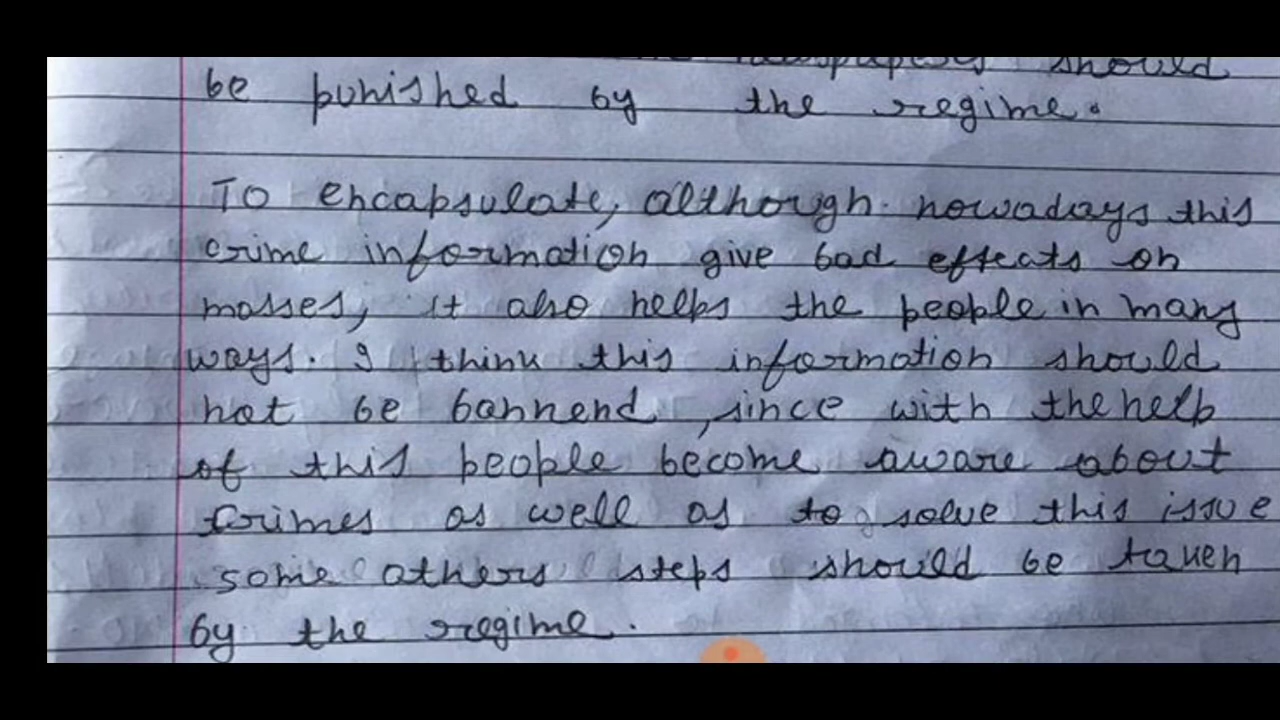 newspapers should
be punished by the regime.
To encapsulate, although nowadays this
crime information give bad effects on
masses, it also helps the people in many
ways. I think this information should
not be bannend, since with the help
of this people become aware about
crimes as well as to solve this issue
some others steps should be taken
by the regime.